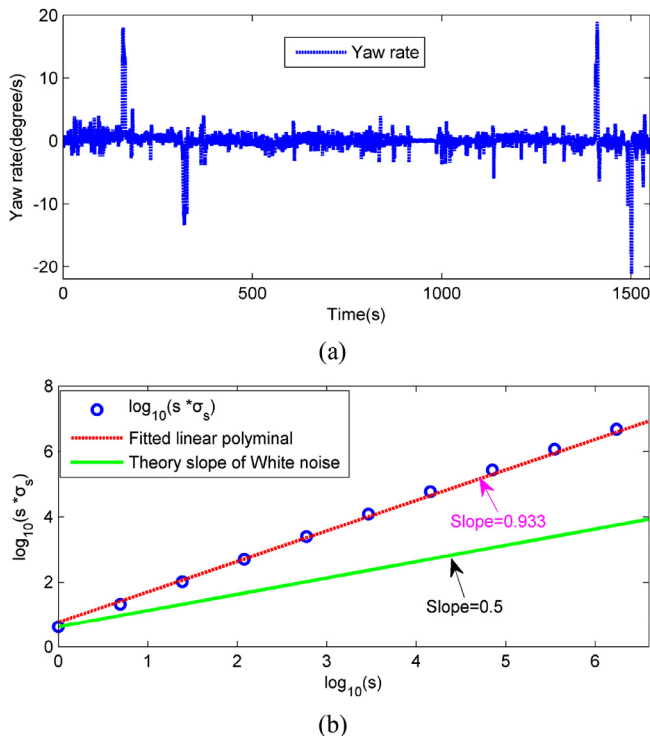 20
10
0
-10
-20
Yaw rate(degree/s)
Yaw rate
0 500 1000 1500
Time(s)
(a)
8
6
4
2
0
log10(s *σs)
log10(s *σs)
Fitted linear polyminal
Theory slope of White noise
Slope=0.933
Slope=0.5
0 1 2 3 4 5 6
log10(s)
(b)